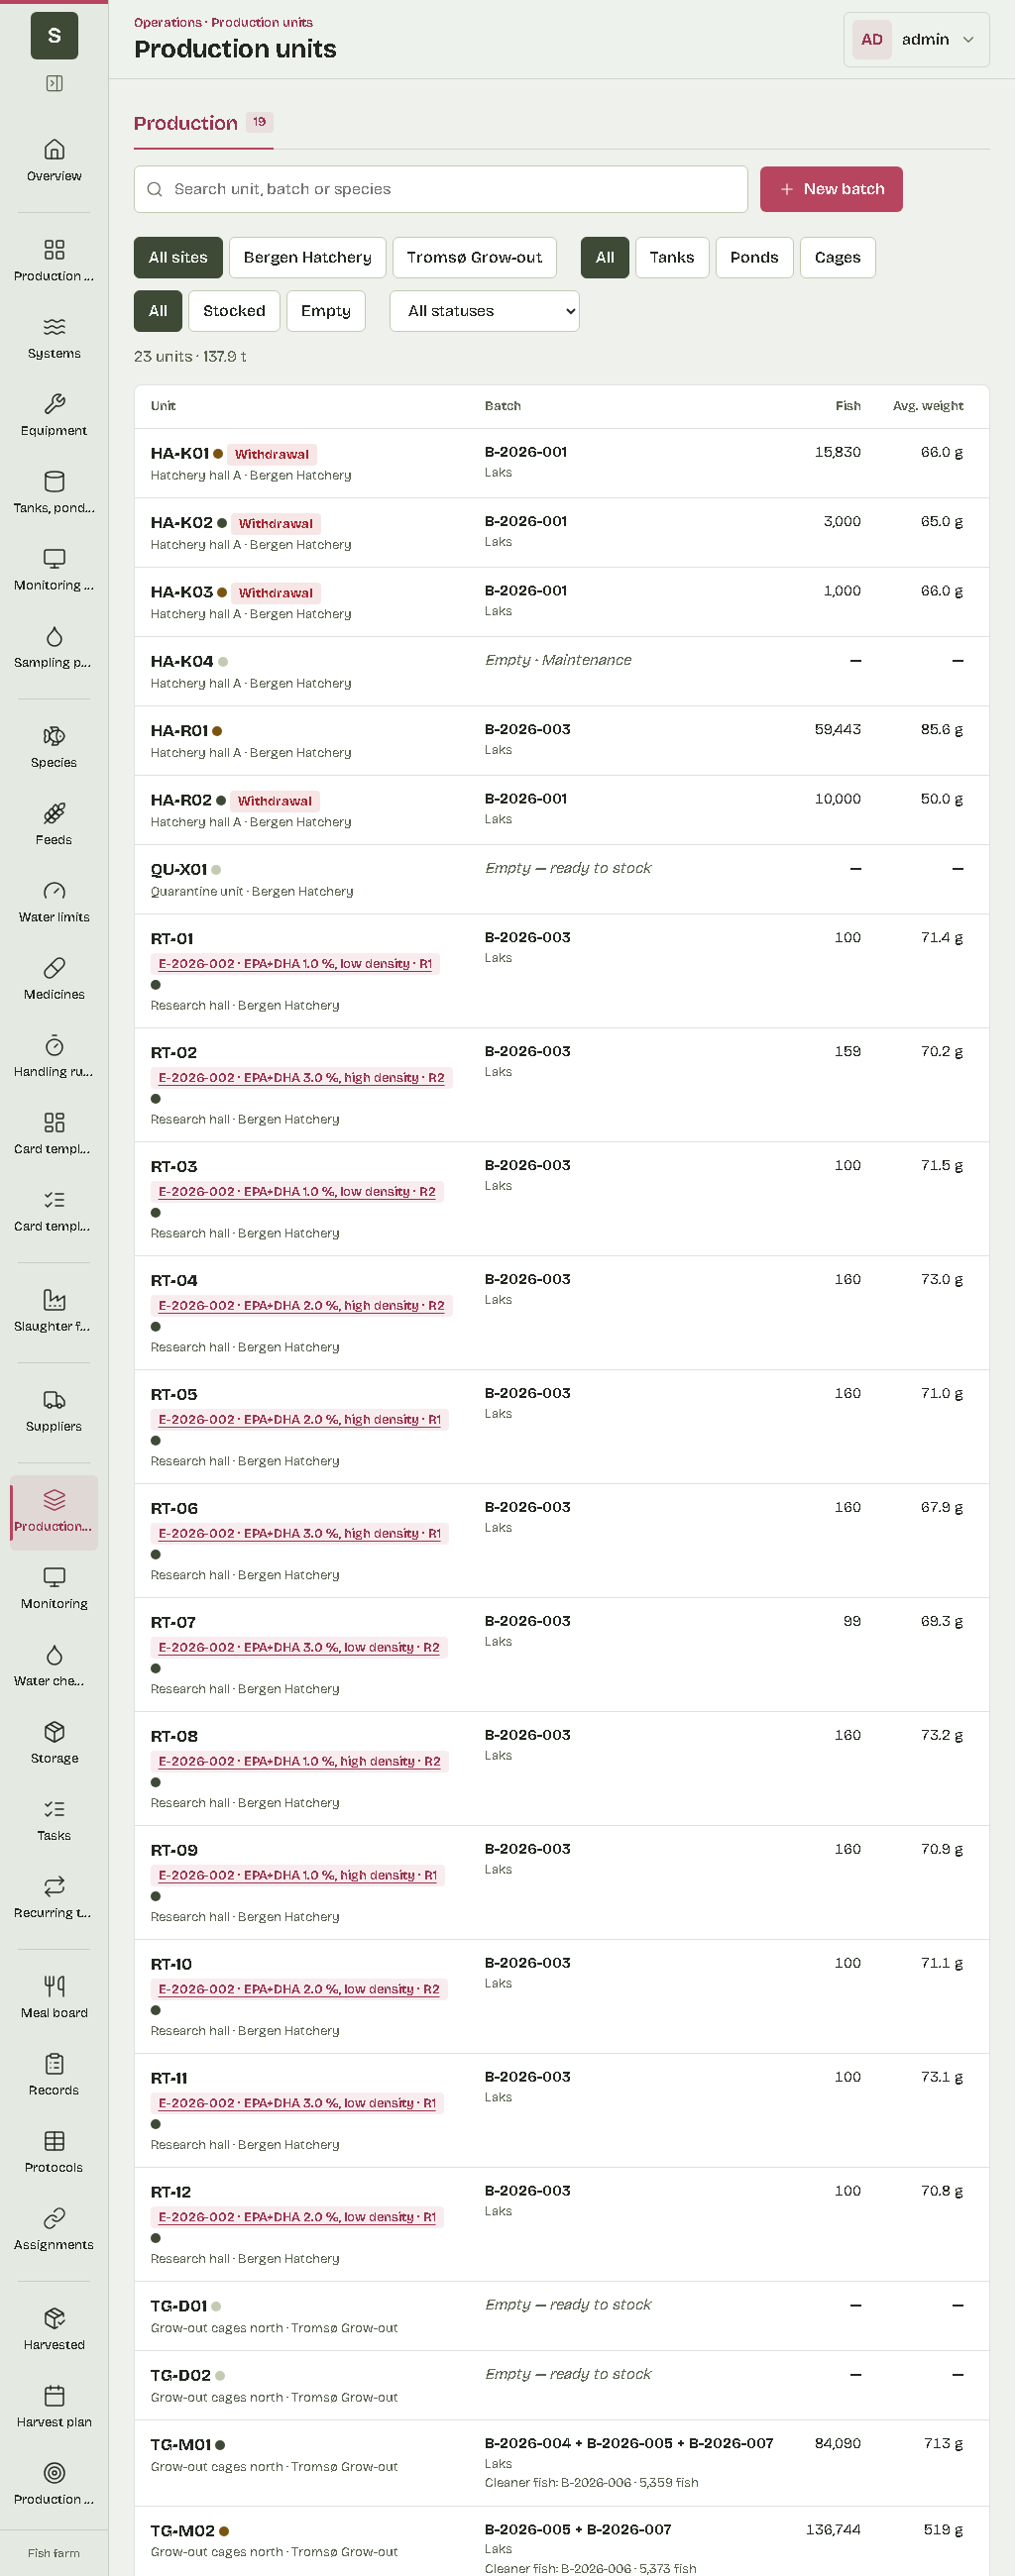 S
Overview
Production ...
Systems
Equipment
Tanks, pond...
Monitoring ...
Sampling p...
Species
Feeds
Water limits
Medicines
Handling ru...
Card templ...
Card templ...
Slaughter f...
Suppliers
Production...
Monitoring
Water che...
Storage
Tasks
Recurring t...
Meal board
Records
Protocols
Assignments
Harvested
Harvest plan
Production ...
Fish farm
Operations · Production units
Production units
AD admin
Production 19
Search unit, batch or species
New batch
All sites Bergen Hatchery Tromsø Grow-out All Tanks Ponds Cages
All Stocked Empty All statuses
23 units · 137.9 t
Unit Batch Fish Avg. weight
HA-K01 Withdrawal B-2026-001 15,830 66.0 g
Hatchery hall A · Bergen Hatchery Laks
HA-K02 Withdrawal B-2026-001 3,000 65.0 g
Hatchery hall A · Bergen Hatchery Laks
HA-K03 Withdrawal B-2026-001 1,000 66.0 g
Hatchery hall A · Bergen Hatchery Laks
HA-K04 Empty · Maintenance — —
Hatchery hall A · Bergen Hatchery
HA-R01 B-2026-003 59,443 85.6 g
Hatchery hall A · Bergen Hatchery Laks
HA-R02 Withdrawal B-2026-001 10,000 50.0 g
Hatchery hall A · Bergen Hatchery Laks
QU-X01 Empty — ready to stock — —
Quarantine unit · Bergen Hatchery
RT-01 B-2026-003 100 71.4 g
E-2026-002 · EPA+DHA 1.0 %, low density · R1 Laks
Research hall · Bergen Hatchery
RT-02 B-2026-003 159 70.2 g
E-2026-002 · EPA+DHA 3.0 %, high density · R2 Laks
Research hall · Bergen Hatchery
RT-03 B-2026-003 100 71.5 g
E-2026-002 · EPA+DHA 1.0 %, low density · R2 Laks
Research hall · Bergen Hatchery
RT-04 B-2026-003 160 73.0 g
E-2026-002 · EPA+DHA 2.0 %, high density · R2 Laks
Research hall · Bergen Hatchery
RT-05 B-2026-003 160 71.0 g
E-2026-002 · EPA+DHA 2.0 %, high density · R1 Laks
Research hall · Bergen Hatchery
RT-06 B-2026-003 160 67.9 g
E-2026-002 · EPA+DHA 3.0 %, high density · R1 Laks
Research hall · Bergen Hatchery
RT-07 B-2026-003 99 69.3 g
E-2026-002 · EPA+DHA 3.0 %, low density · R2 Laks
Research hall · Bergen Hatchery
RT-08 B-2026-003 160 73.2 g
E-2026-002 · EPA+DHA 1.0 %, high density · R2 Laks
Research hall · Bergen Hatchery
RT-09 B-2026-003 160 70.9 g
E-2026-002 · EPA+DHA 1.0 %, high density · R1 Laks
Research hall · Bergen Hatchery
RT-10 B-2026-003 100 71.1 g
E-2026-002 · EPA+DHA 2.0 %, low density · R2 Laks
Research hall · Bergen Hatchery
RT-11 B-2026-003 100 73.1 g
E-2026-002 · EPA+DHA 3.0 %, low density · R1 Laks
Research hall · Bergen Hatchery
RT-12 B-2026-003 100 70.8 g
E-2026-002 · EPA+DHA 2.0 %, low density · R1 Laks
Research hall · Bergen Hatchery
TG-D01 Empty — ready to stock — —
Grow-out cages north · Tromsø Grow-out
TG-D02 Empty — ready to stock — —
Grow-out cages north · Tromsø Grow-out
TG-M01 B-2026-004 + B-2026-005 + B-2026-007 84,090 713 g
Grow-out cages north · Tromsø Grow-out Laks
Cleaner fish: B-2026-006 · 5,359 fish
TG-M02 B-2026-005 + B-2026-007 136,744 519 g
Grow-out cages north · Tromsø Grow-out Laks
Cleaner fish: B-2026-006 · 5,373 fish